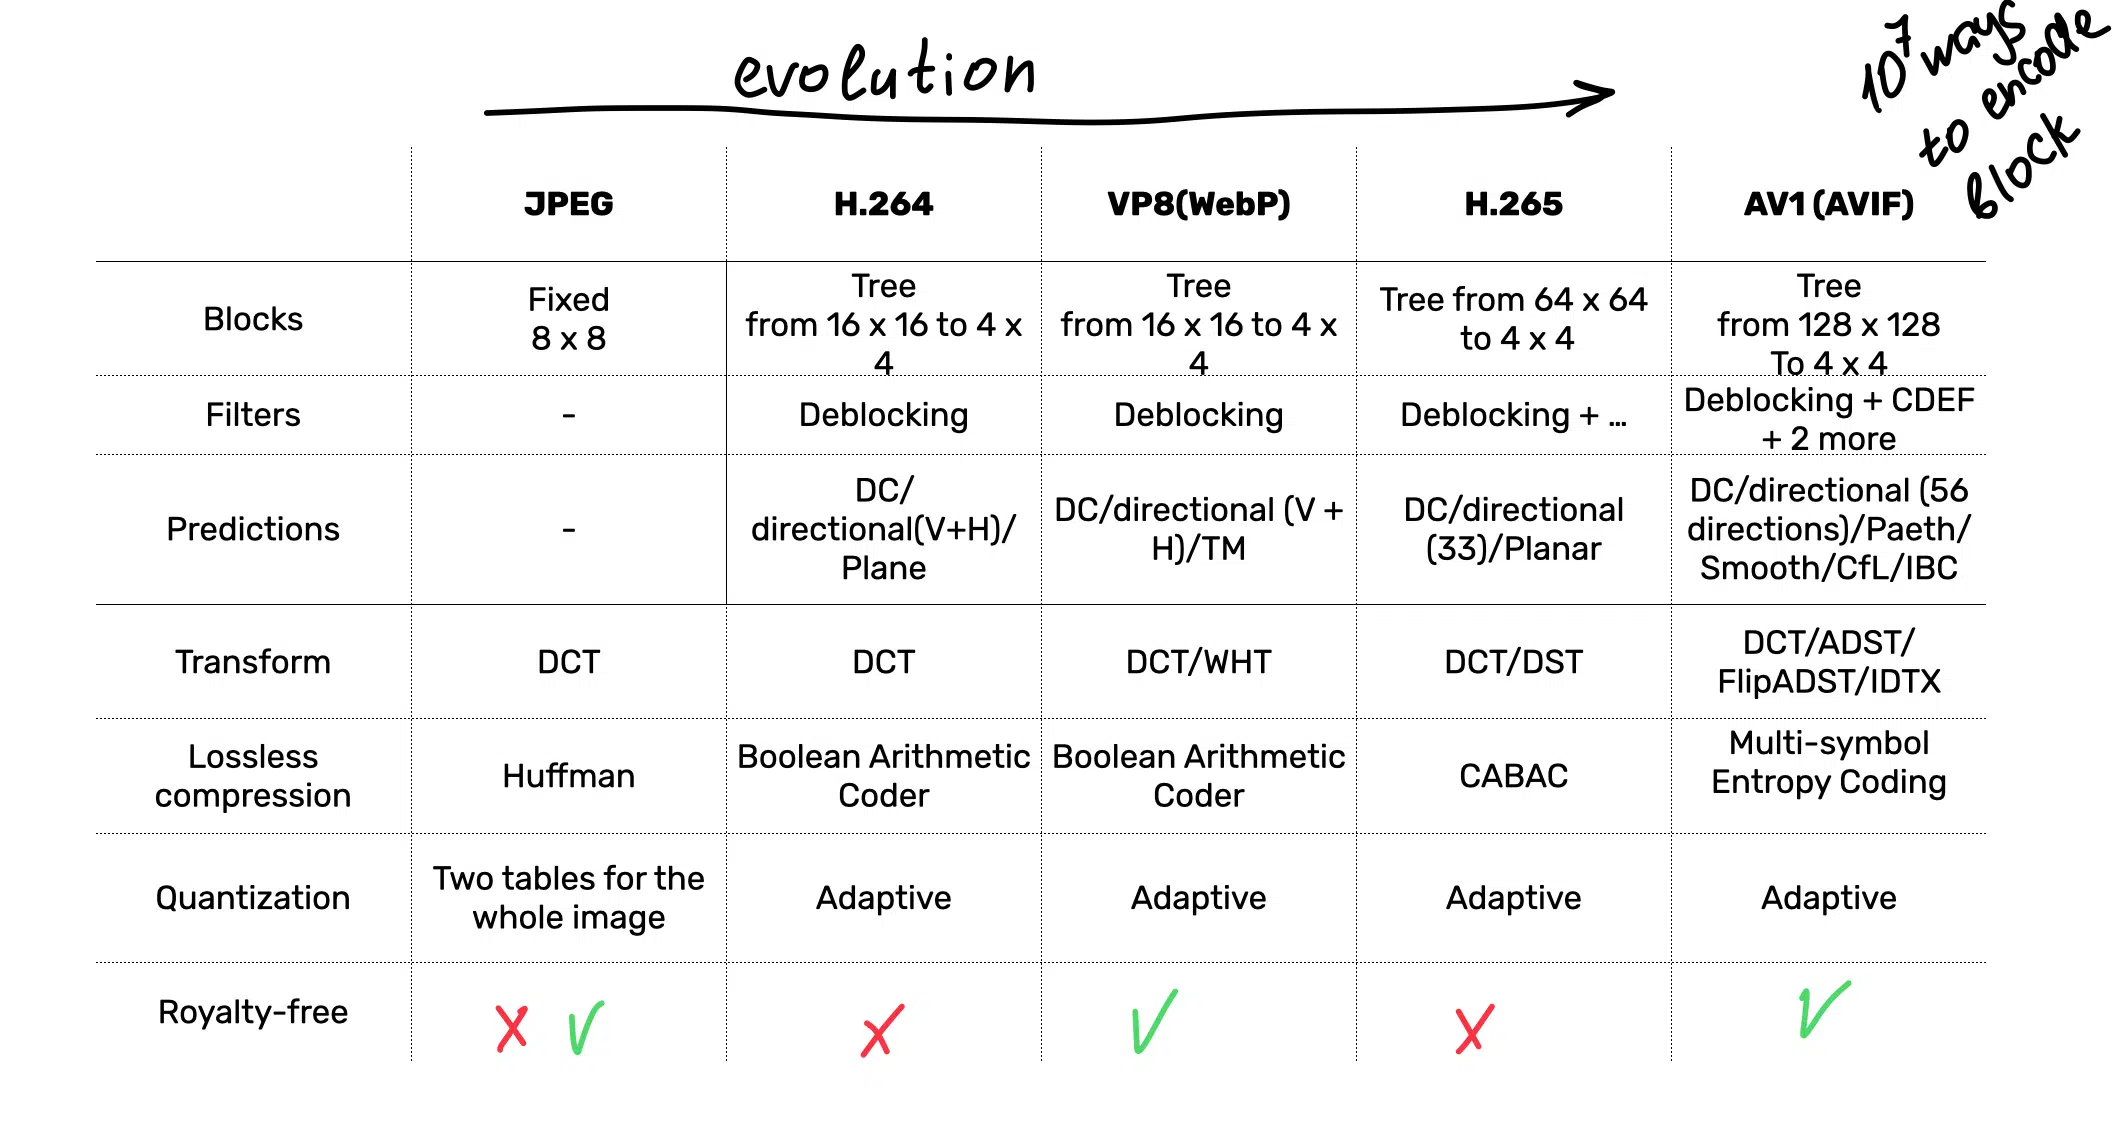 evolution
10⁷ ways
to encode
block
JPEG
H.264
VP8(WebP)
H.265
AV1 (AVIF)
Blocks
Fixed
8 x 8
Tree
from 16 x 16 to 4 x
4
Tree
from 16 x 16 to 4 x
4
Tree from 64 x 64
to 4 x 4
Tree
from 128 x 128
To 4 x 4
Filters
-
Deblocking
Deblocking
Deblocking + ...
Deblocking + CDEF
+ 2 more
Predictions
-
DC/
directional(V+H)/
Plane
DC/directional (V +
H)/TM
DC/directional
(33)/Planar
DC/directional (56
directions)/Paeth/
Smooth/CfL/IBC
Transform
DCT
DCT
DCT/WHT
DCT/DST
DCT/ADST/
FlipADST/IDTX
Lossless
compression
Huffman
Boolean Arithmetic
Coder
Boolean Arithmetic
Coder
CABAC
Multi-symbol
Entropy Coding
Quantization
Two tables for the
whole image
Adaptive
Adaptive
Adaptive
Adaptive
Royalty-free